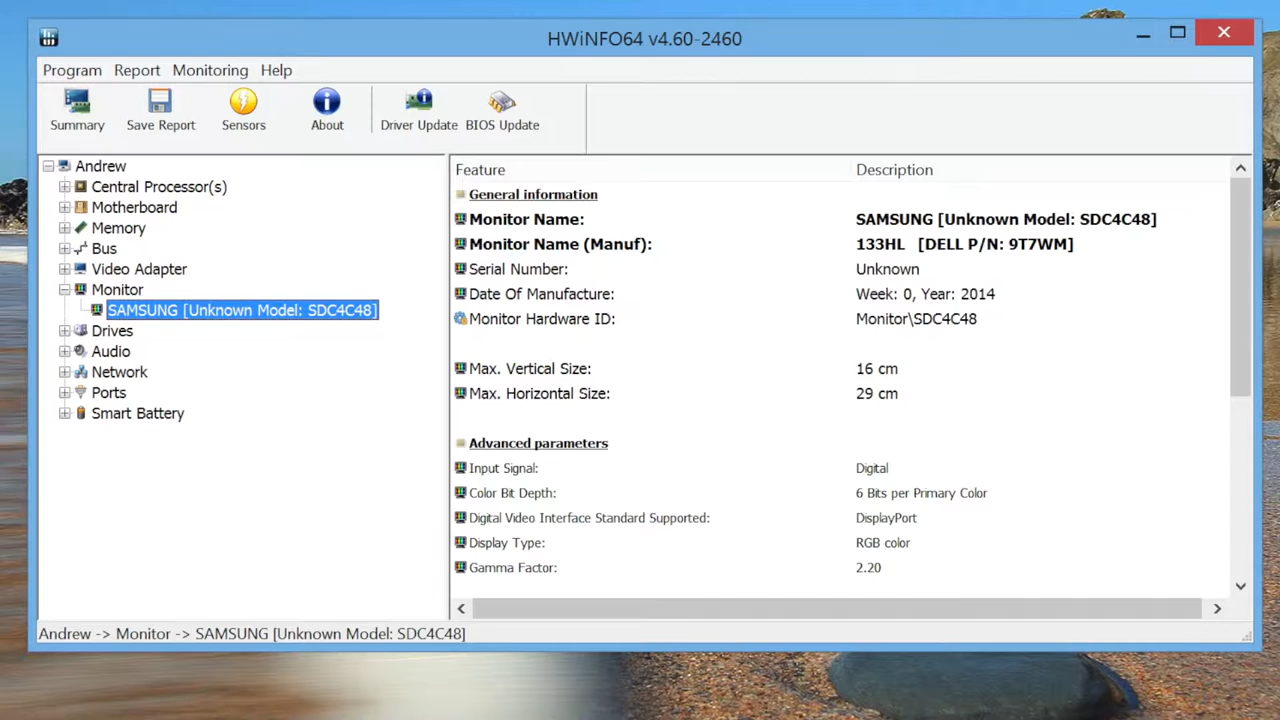 HWiNFO64 v4.60-2460
Program Report Monitoring Help
Summary Save Report Sensors About Driver Update BIOS Update
Andrew
Central Processor(s)
Motherboard
Memory
Bus
Video Adapter
Monitor
SAMSUNG [Unknown Model: SDC4C48]
Drives
Audio
Network
Ports
Smart Battery
Feature Description
General information
Monitor Name: SAMSUNG [Unknown Model: SDC4C48]
Monitor Name (Manuf): 133HL [DELL P/N: 9T7WM]
Serial Number: Unknown
Date Of Manufacture: Week: 0, Year: 2014
Monitor Hardware ID: Monitor\SDC4C48
Max. Vertical Size: 16 cm
Max. Horizontal Size: 29 cm
Advanced parameters
Input Signal: Digital
Color Bit Depth: 6 Bits per Primary Color
Digital Video Interface Standard Supported: DisplayPort
Display Type: RGB color
Gamma Factor: 2.20
Andrew -> Monitor -> SAMSUNG [Unknown Model: SDC4C48]